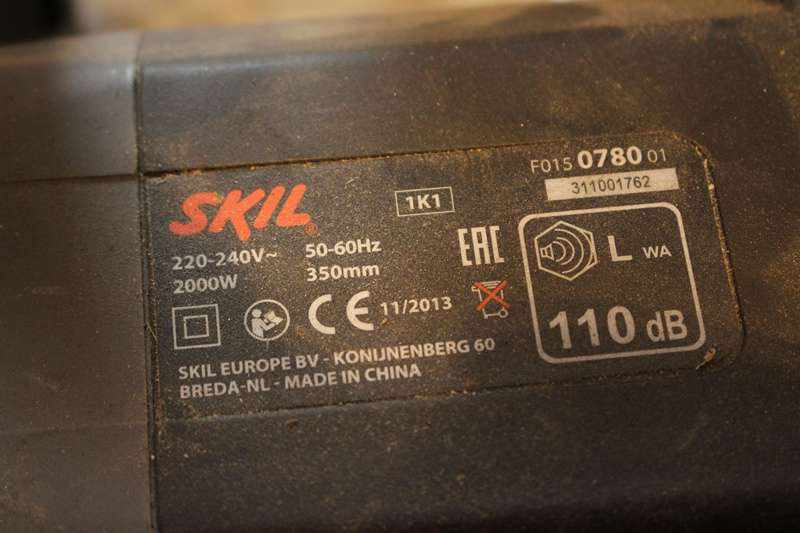 F015 0780 01
311001762
SKIL®
1K1
220-240V~ 50-60Hz
2000W 350mm
EAC
CE 11/2013
LWA
110 dB
SKIL EUROPE BV - KONIJNENBERG 60
BREDA-NL - MADE IN CHINA